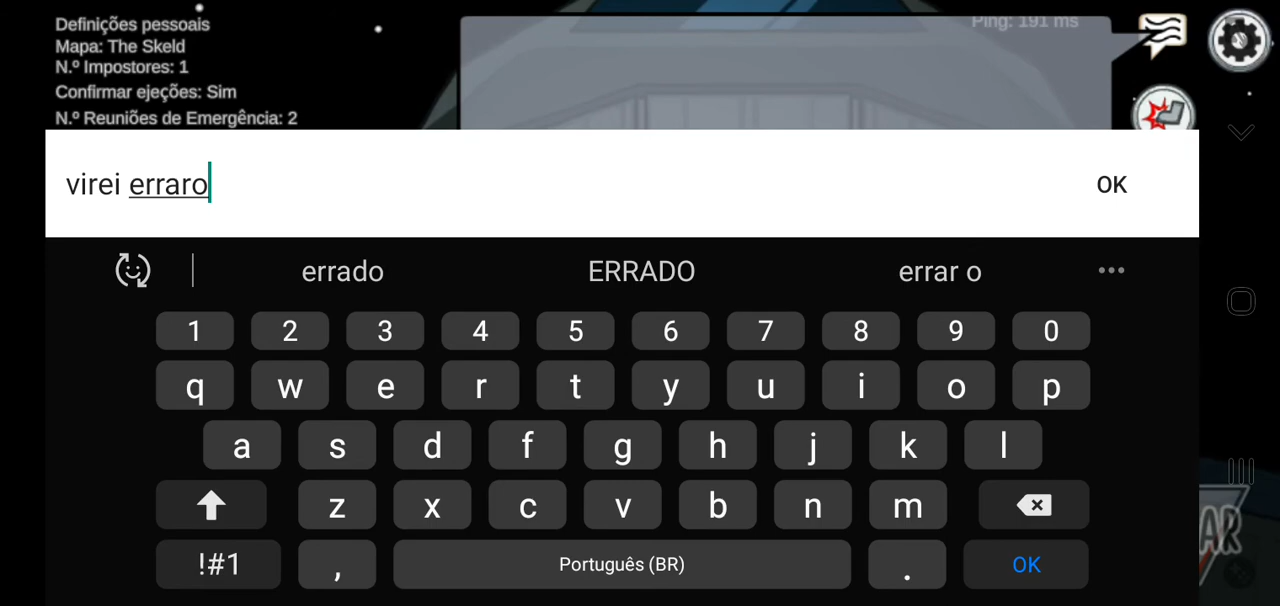 Definições pessoais
Mapa: The Skeld
N.º Impostores: 1
Confirmar ejeções: Sim
N.º Reuniões de Emergência: 2
Ping: 191 ms
virei erraro
OK
errado ERRADO errar o
1 2 3 4 5 6 7 8 9 0
q w e r t y u i o p
a s d f g h j k l
z x c v b n m
!#1 , Português (BR) . OK